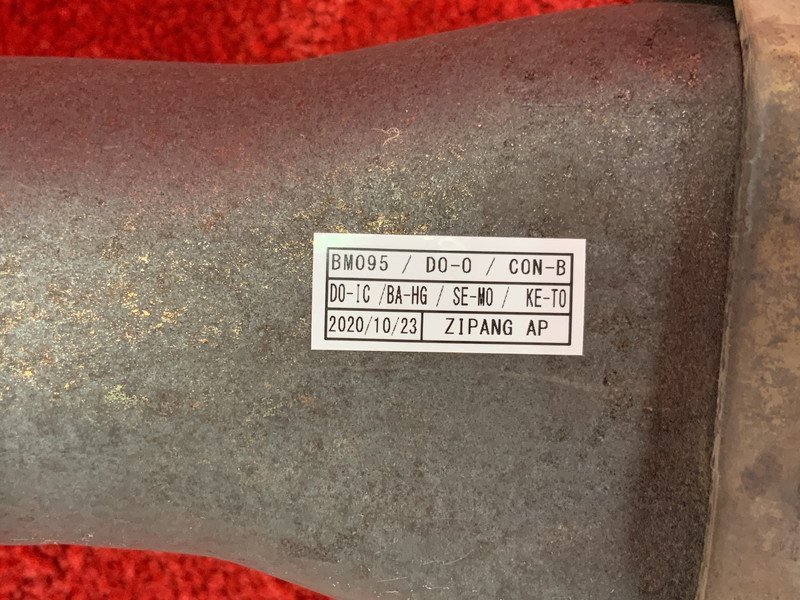 BM095 / DO-O / CON-B
DO-IC /BA-HG / SE-MO / KE-TO
2020/10/23 ZIPANG AP